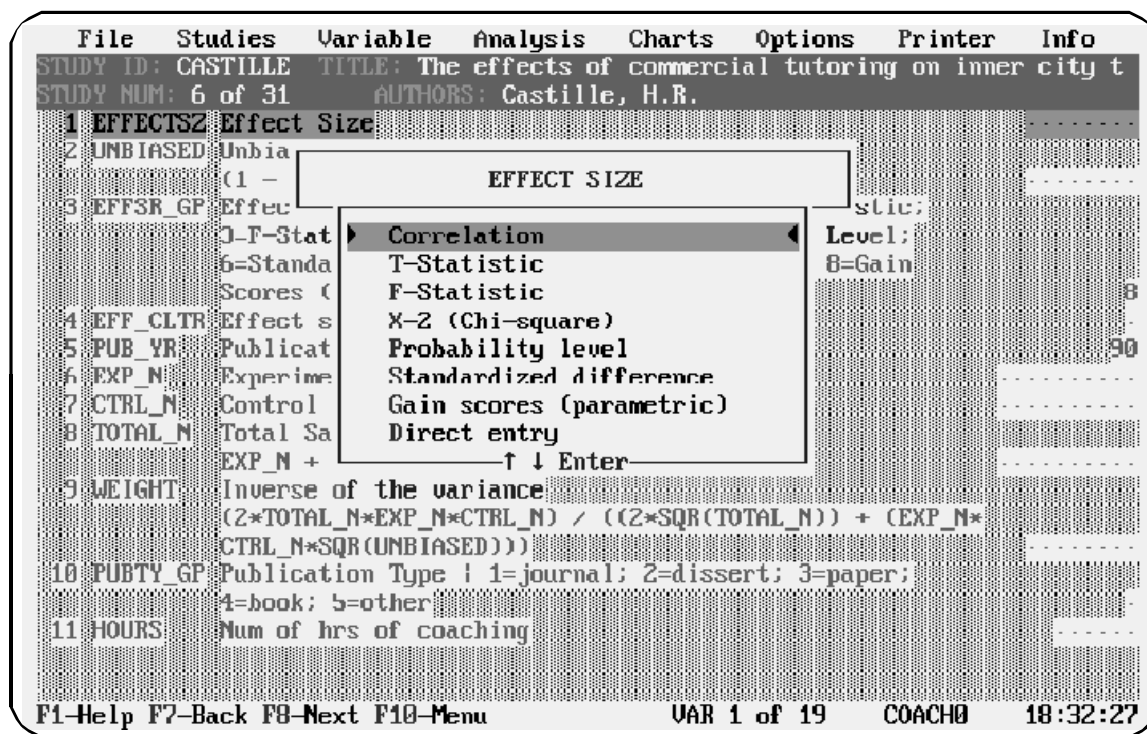 File Studies Variable Analysis Charts Options Printer Info
STUDY ID: CASTILLE TITLE: The effects of commercial tutoring on inner city t
STUDY NUM: 6 of 31 AUTHORS: Castille, H.R.
1 EFFECTSZ Effect Size
2 UNBIASED Unbia
(1 -
EFFECT SIZE
3 EFFSR_GP Effec stic;
Stat Correlation Level;
6=Standa T-Statistic 8=Gain
Scores ( F-Statistic 8
4 EFF_CLTR Effect s X-2 (Chi-square)
5 PUB_YR Publicat Probability level 90
6 EXP_N Experime Standardized difference
7 CTRL_N Control Gain scores (parametric)
8 TOTAL_N Total Sa Direct entry
EXP_N + ↑ ↓ Enter
9 WEIGHT Inverse of the variance
(2*TOTAL_N*EXP_N*CTRL_N) / ((2*SQR(TOTAL_N)) + (EXP_N*
CTRL_N*SQR(UNBIASED)))
10 PUBTY_GP Publication Type | 1=journal; 2=dissert; 3=paper;
4=book; 5=other
11 HOURS Num of hrs of coaching
F1-Help F7-Back F8-Next F10-Menu VAR 1 of 19 COACH0 18:32:27